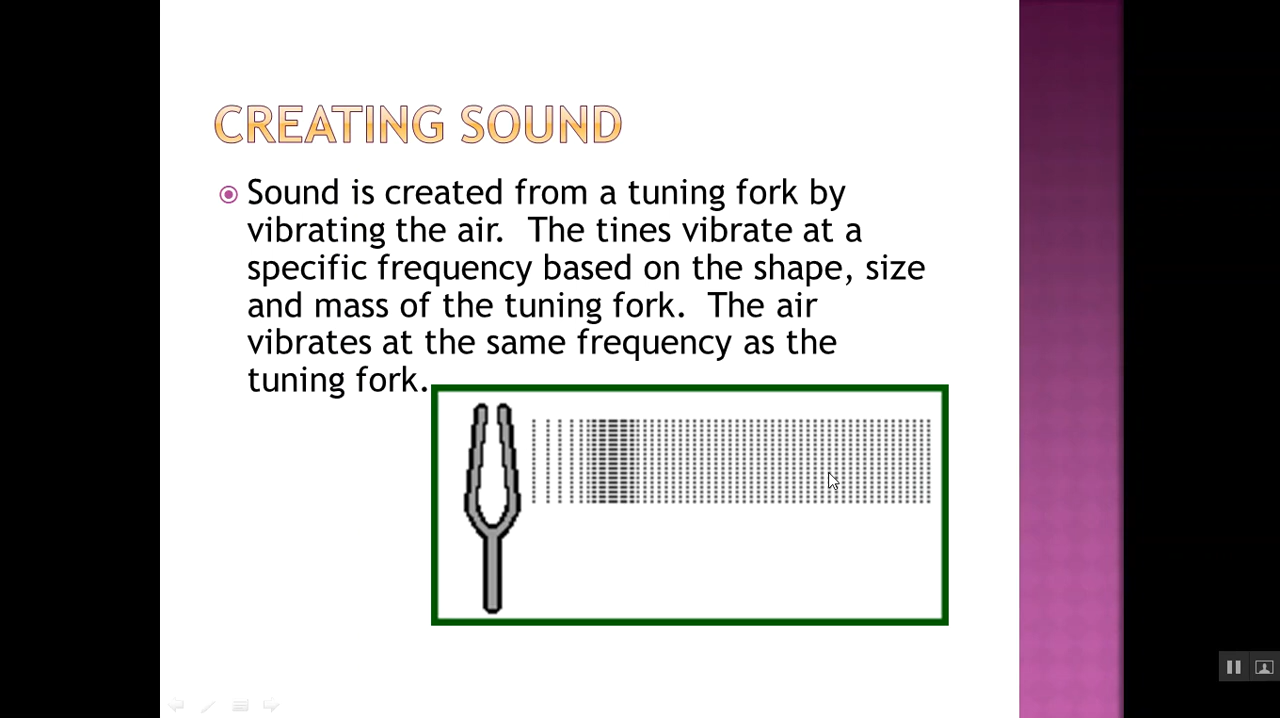 CREATING SOUND
Sound is created from a tuning fork by
vibrating the air.  The tines vibrate at a
specific frequency based on the shape, size
and mass of the tuning fork.  The air
vibrates at the same frequency as the
tuning fork.